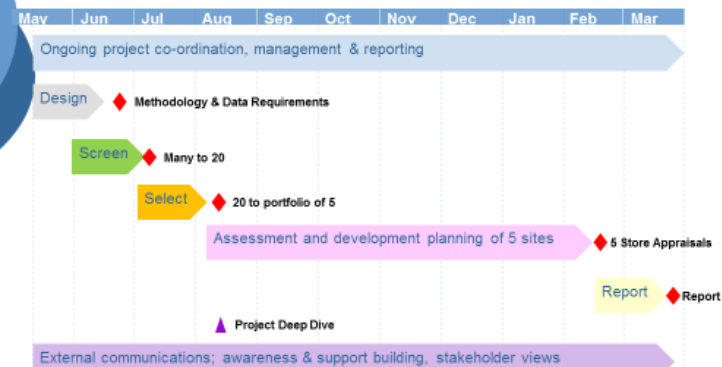 May Jun Jul Aug Sep Oct Nov Dec Jan Feb Mar
Ongoing project co-ordination, management & reporting
Design
Methodology & Data Requirements
Screen
Many to 20
Select
20 to portfolio of 5
Assessment and development planning of 5 sites
5 Store Appraisals
Report
Report
Project Deep Dive
External communications; awareness & support building, stakeholder views